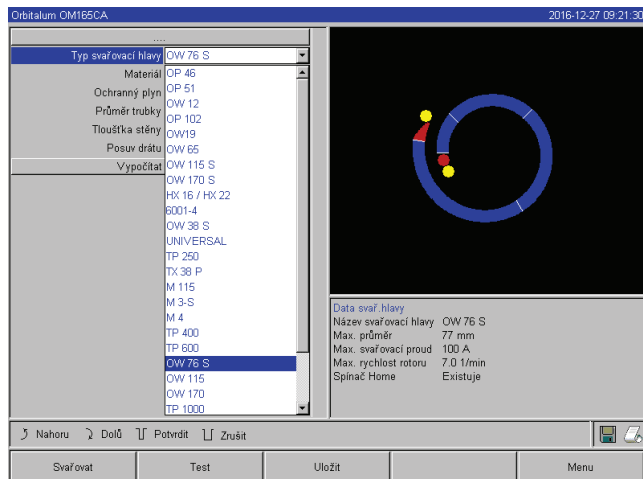 Orbitalum OM165CA
2016-12-27 09:21:30
....
Typ svařovací hlavy OW 76 S
Materiál
Ochranný plyn
Průměr trubky
Tloušťka stěny
Posuv drátu
Vypočítat
OP 46
OP 51
OW 12
OP 102
OW19
OW 65
OW 115 S
OW 170 S
HX 16 / HX 22
6001-4
OW 38 S
UNIVERSAL
TP 250
TX 38 P
M 115
M 3-S
M 4
TP 400
TP 600
OW 76 S
OW 115
OW 170
TP 1000
Data svař.hlavy
Název svařovací hlavy OW 76 S
Max. průměr 77 mm
Max. svařovací proud 100 A
Max. rychlost rotoru 7.0 1/min
Spínač Home Existuje
Nahoru Dolů Potvrdit Zrušit
Svařovat Test Uložit Menu